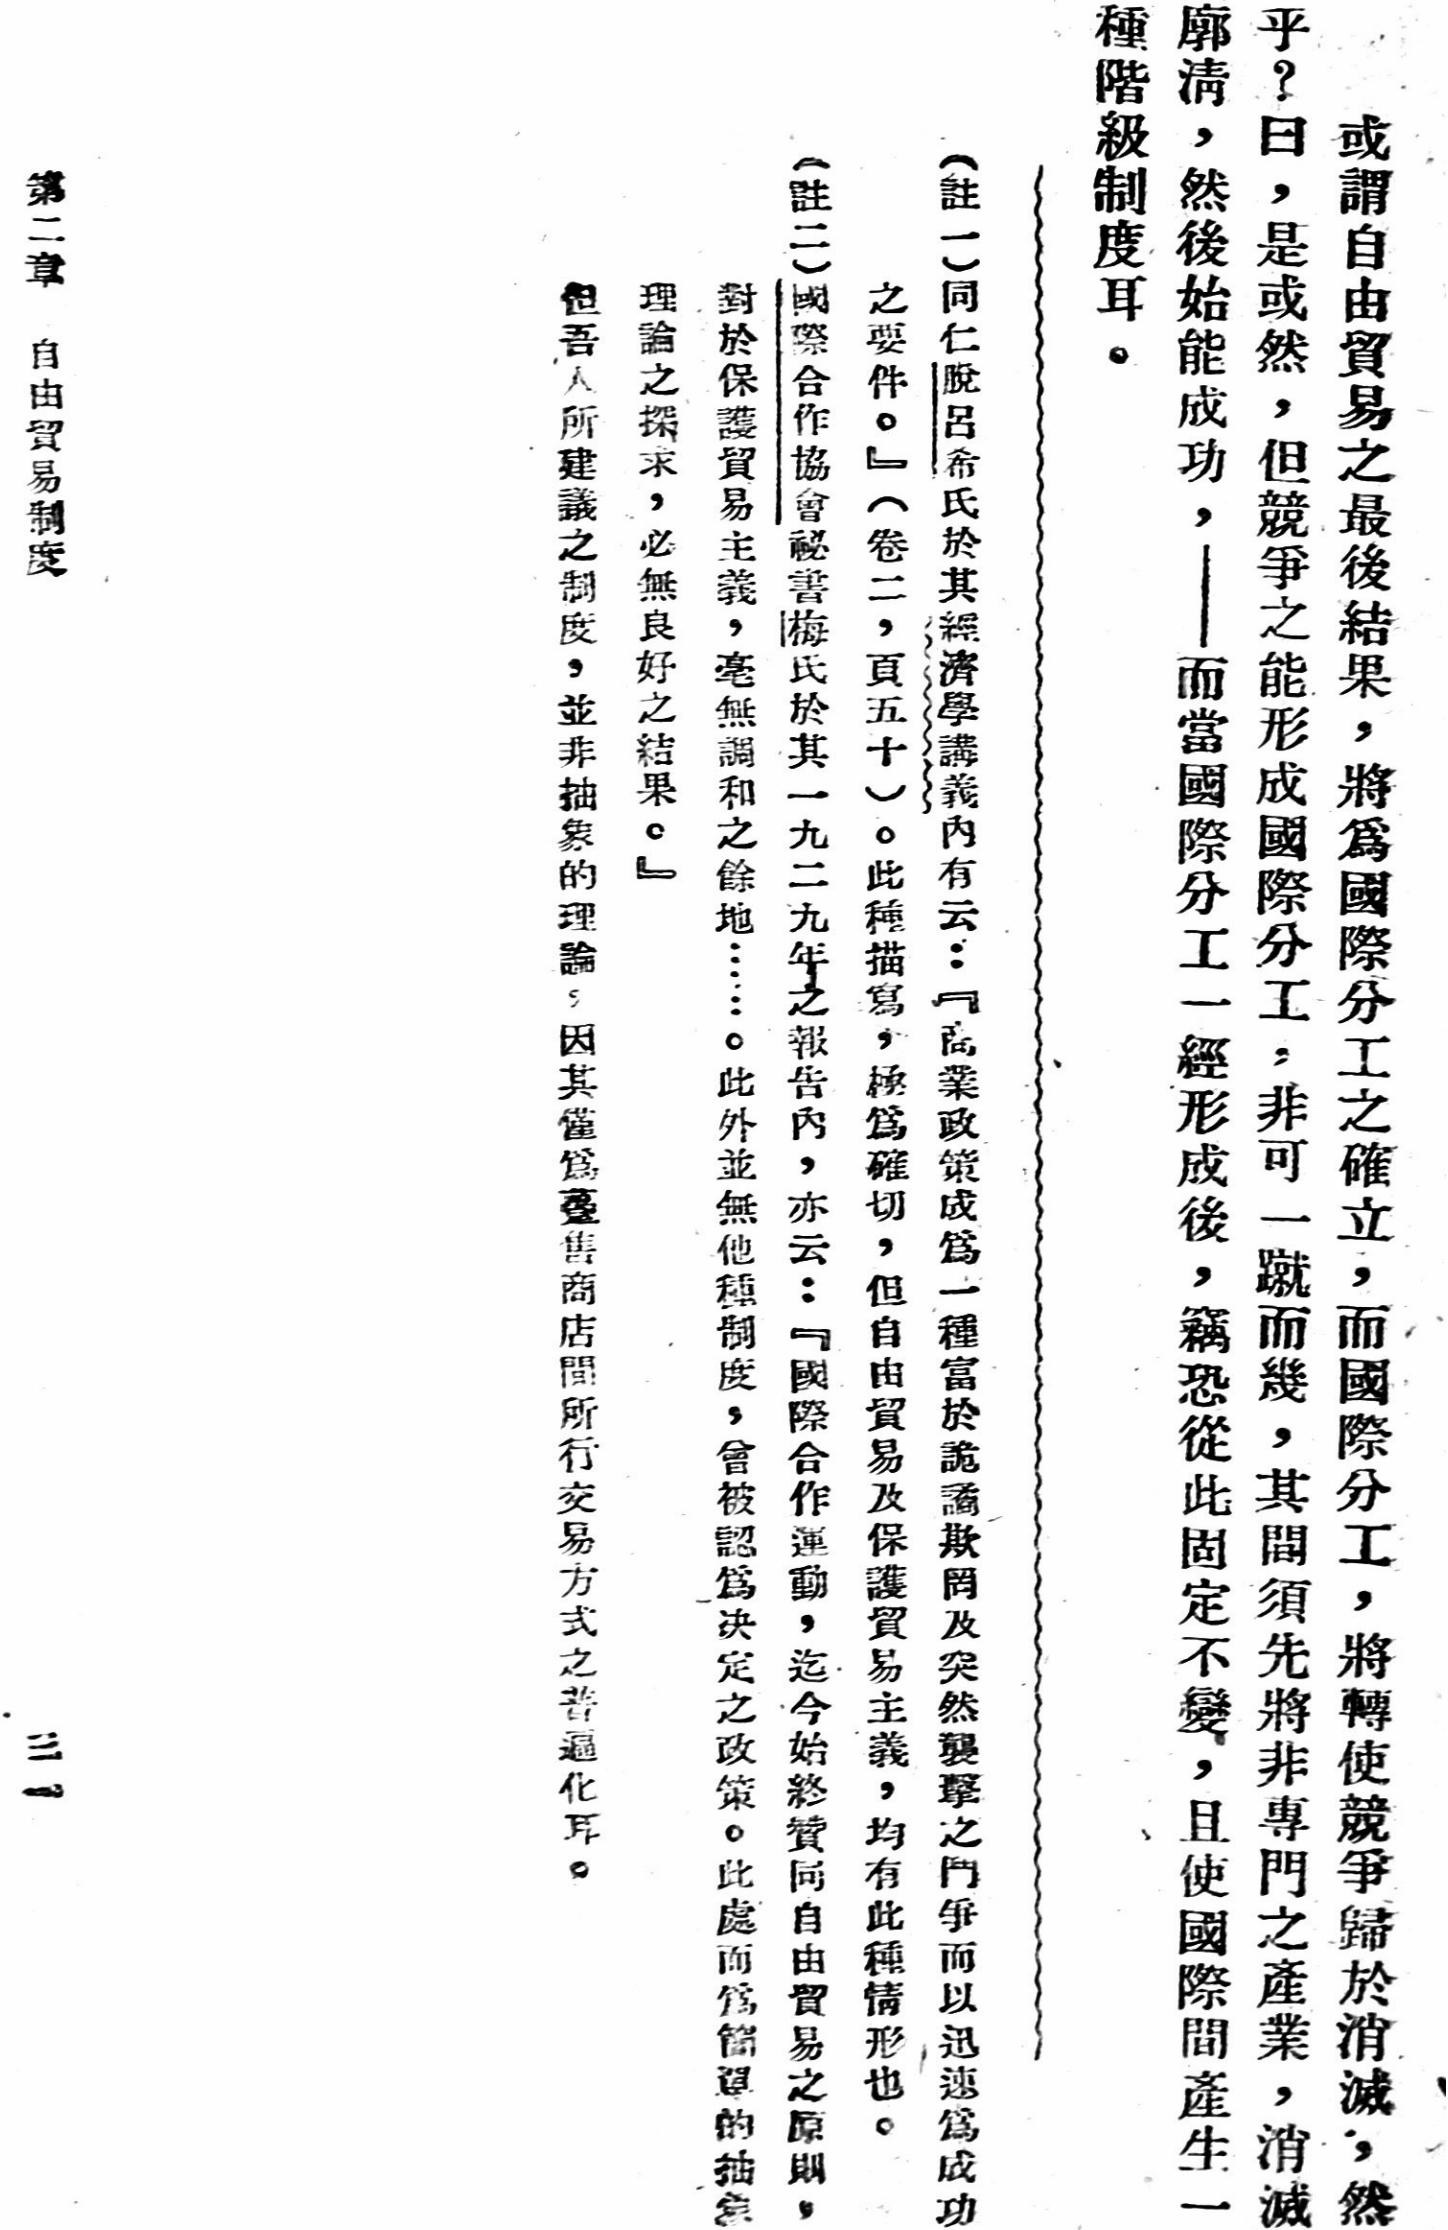 或謂自由貿易之最後結果，將爲國際分工之確立，而國際分工，將轉使競爭歸於消滅，然
乎？曰，是或然，但競爭之能形成國際分工，非可一蹴而幾，其間須先將非專門之產業，消滅
廓淸，然後始能成功，——而當國際分工一經形成後，竊恐從此固定不變，且使國際間產生一
種階級制度耳。
（註一）同仁脫呂希氏於其經濟學講義內有云：『商業政策成爲一種富於詭譎欺罔及突然襲擊之鬥爭而以迅速爲成功
之要件。』（卷二，頁五十）。此種描寫，極爲確切，但自由貿易及保護貿易主義，均有此種情形也。
（註二）國際合作協會祕書梅氏於其一九二九年之報告內，亦云：『國際合作運動，迄今始終贊同自由貿易之原則，
對於保護貿易主義，毫無調和之餘地……。此外並無他種制度，曾被認爲决定之政策。此處而爲簡單的抽象
理論之探求，必無良好之結果。』
但吾人所建議之制度，並非抽象的理論，因其僅爲躉售商店間所行交易方式之普遍化耳。
第二章　自由貿易制度
三一